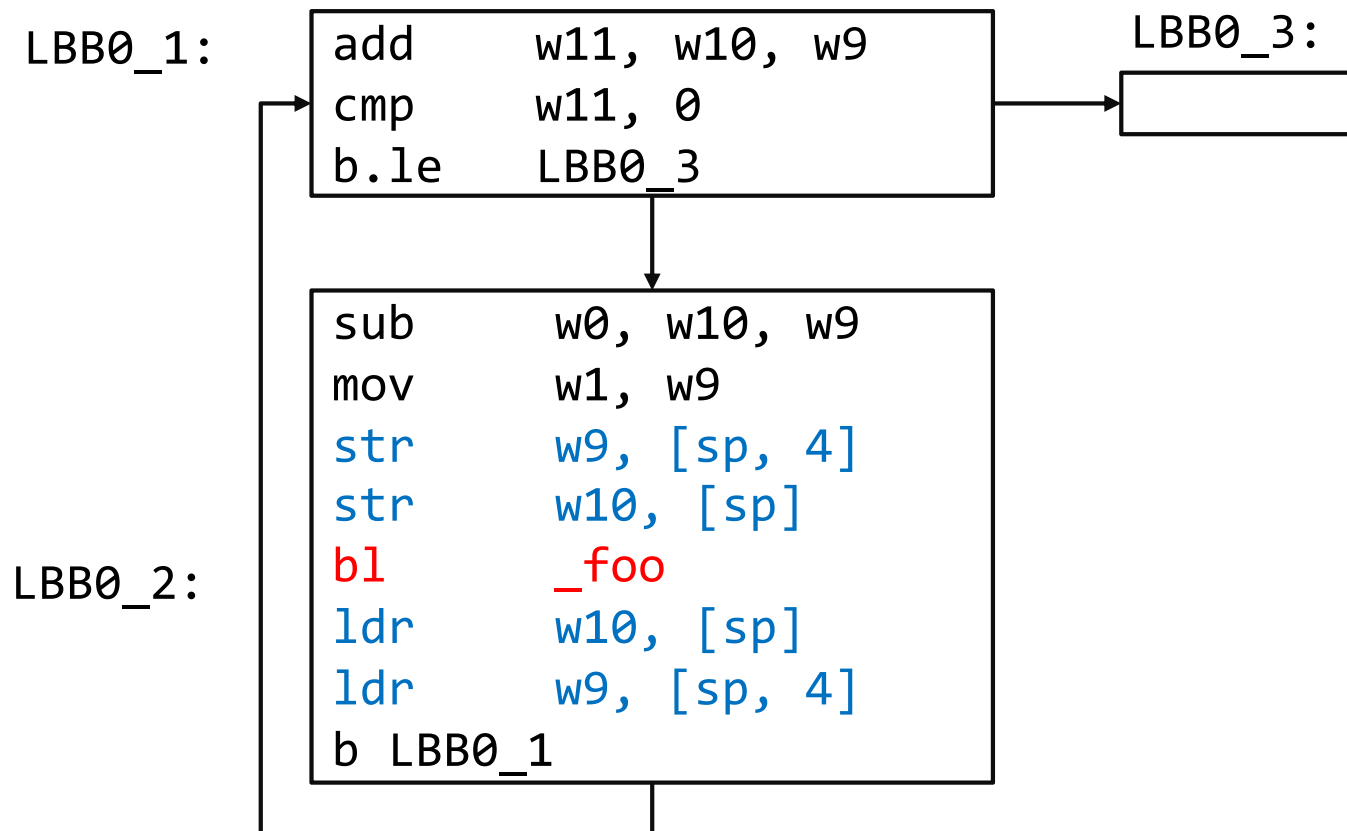 LBB0_1:
add w11, w10, w9
cmp w11, 0
b.le LBB0_3
LBB0_3:
LBB0_2:
sub w0, w10, w9
mov w1, w9
str w9, [sp, 4]
str w10, [sp]
bl _foo
ldr w10, [sp]
ldr w9, [sp, 4]
b LBB0_1